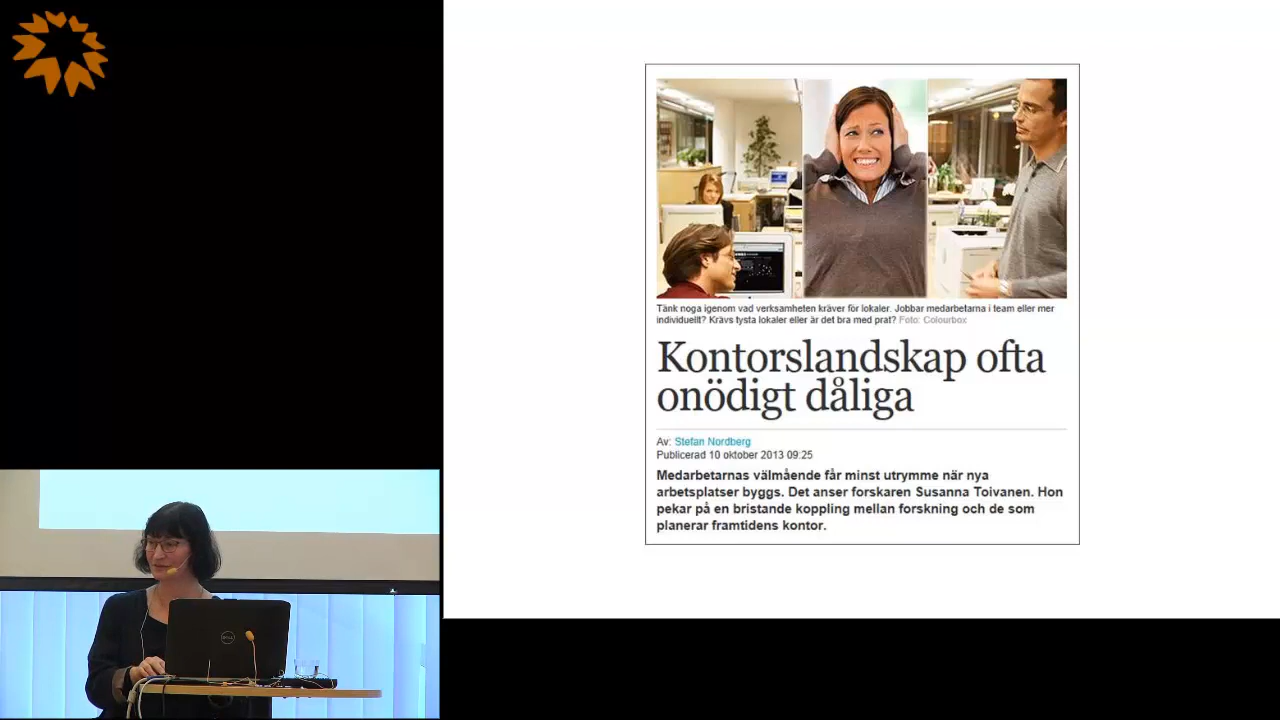 Tänk noga igenom vad verksamheten kräver för lokaler. Jobbar medarbetarna i team eller mer
individuellt? Krävs tysta lokaler eller är det bra med prat? Foto: Colourbox
Kontorslandskap ofta
onödigt dåliga
Av: Stefan Nordberg
Publicerad 10 oktober 2013 09:25
Medarbetarnas välmående får minst utrymme när nya
arbetsplatser byggs. Det anser forskaren Susanna Toivanen. Hon
pekar på en bristande koppling mellan forskning och de som
planerar framtidens kontor.
DELL